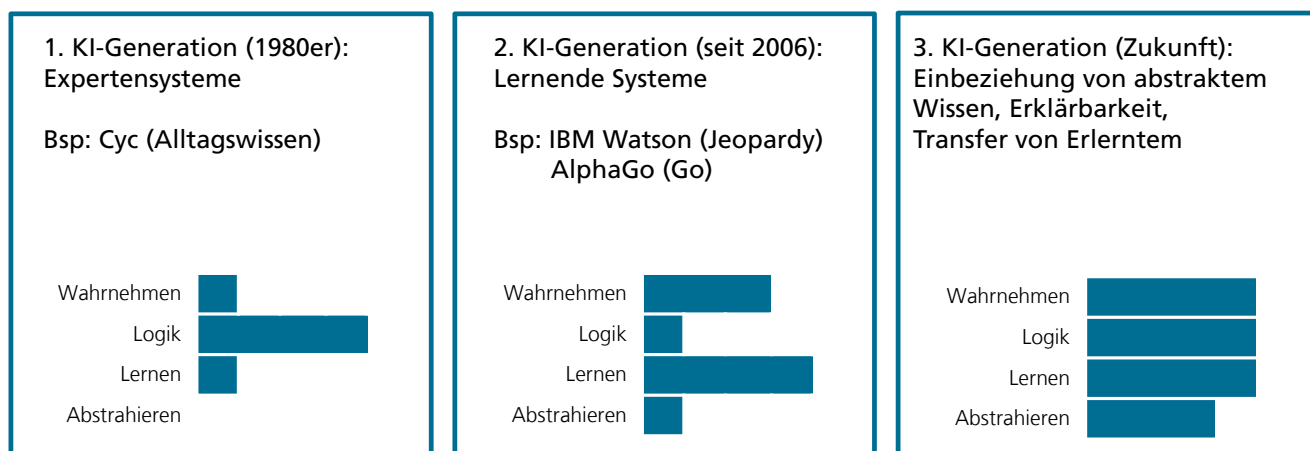 1. KI-Generation (1980er):
Expertensysteme
Bsp: Cyc (Alltagswissen)
Wahrnehmen
Logik
Lernen
Abstrahieren
2. KI-Generation (seit 2006):
Lernende Systeme
Bsp: IBM Watson (Jeopardy)
AlphaGo (Go)
Wahrnehmen
Logik
Lernen
Abstrahieren
3. KI-Generation (Zukunft):
Einbeziehung von abstraktem
Wissen, Erklärbarkeit,
Transfer von Erlerntem
Wahrnehmen
Logik
Lernen
Abstrahieren